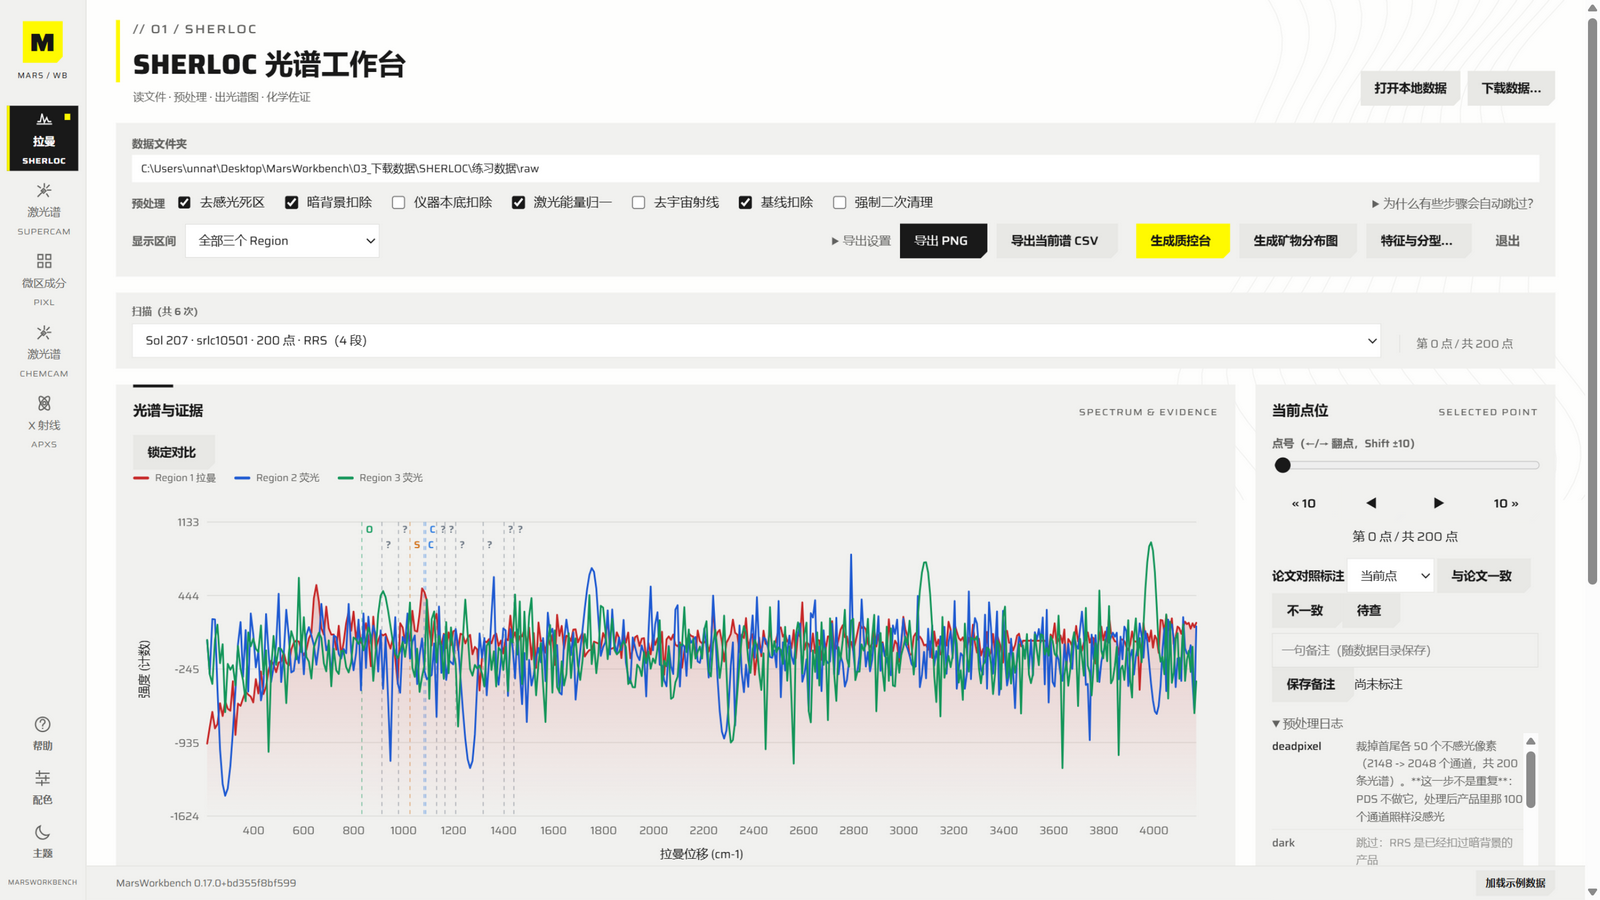 M
MARS / WB
拉曼
SHERLOC
激光谱
SUPERCAM
微区成分
PIXL
激光谱
CHEMCAM
X 射线
APXS
帮助
配色
主题
MARSWORKBENCH
// 01 / SHERLOC
SHERLOC 光谱工作台
读文件 · 预处理 · 出光谱图 · 化学佐证
打开本地数据
下载数据...
数据文件夹
C:\Users\unnat\Desktop\MarsWorkbench\03_下载数据\SHERLOC\练习数据\raw
预处理 去感光死区 暗背景扣除 仪器本底扣除 激光能量归一 去宇宙射线 基线扣除 强制二次清理
▶ 为什么有些步骤会自动跳过?
显示区间 全部三个 Region
▶ 导出设置 导出 PNG 导出当前谱 CSV 生成质控台 生成矿物分布图 特征与分型... 退出
扫描（共 6 次）
Sol 207 · srlc10501 · 200 点 · RRS（4 段）
第 0 点 / 共 200 点
光谱与证据
SPECTRUM & EVIDENCE
锁定对比
Region 1 拉曼 Region 2 荧光 Region 3 荧光
O ? C ? ? ? ?
? S C ? ?
1133
444
-245
-935
-1624
强度 (计数)
400 600 800 1000 1200 1400 1600 1800 2000 2200 2400 2600 2800 3000 3200 3400 3600 3800 4000
拉曼位移 (cm-1)
当前点位
SELECTED POINT
点号（←/→ 翻点，Shift ±10）
« 10 ◀ ▶ 10 »
第 0 点 / 共 200 点
论文对照标注 当前点 与论文一致
不一致 待查
一句备注（随数据目录保存）
保存备注 尚未标注
▼ 预处理日志
deadpixel
裁掉首尾各 50 个不感光像素
（2148 -> 2048 个通道，共 200
条光谱）。**这一步不是重复**：
PDS 不做它，处理后产品里那 100
个通道照样没感光
dark
跳过：RRS 是已经扣过暗背景的
产品
MarsWorkbench 0.17.0+bd355f8bf599
加载示例数据